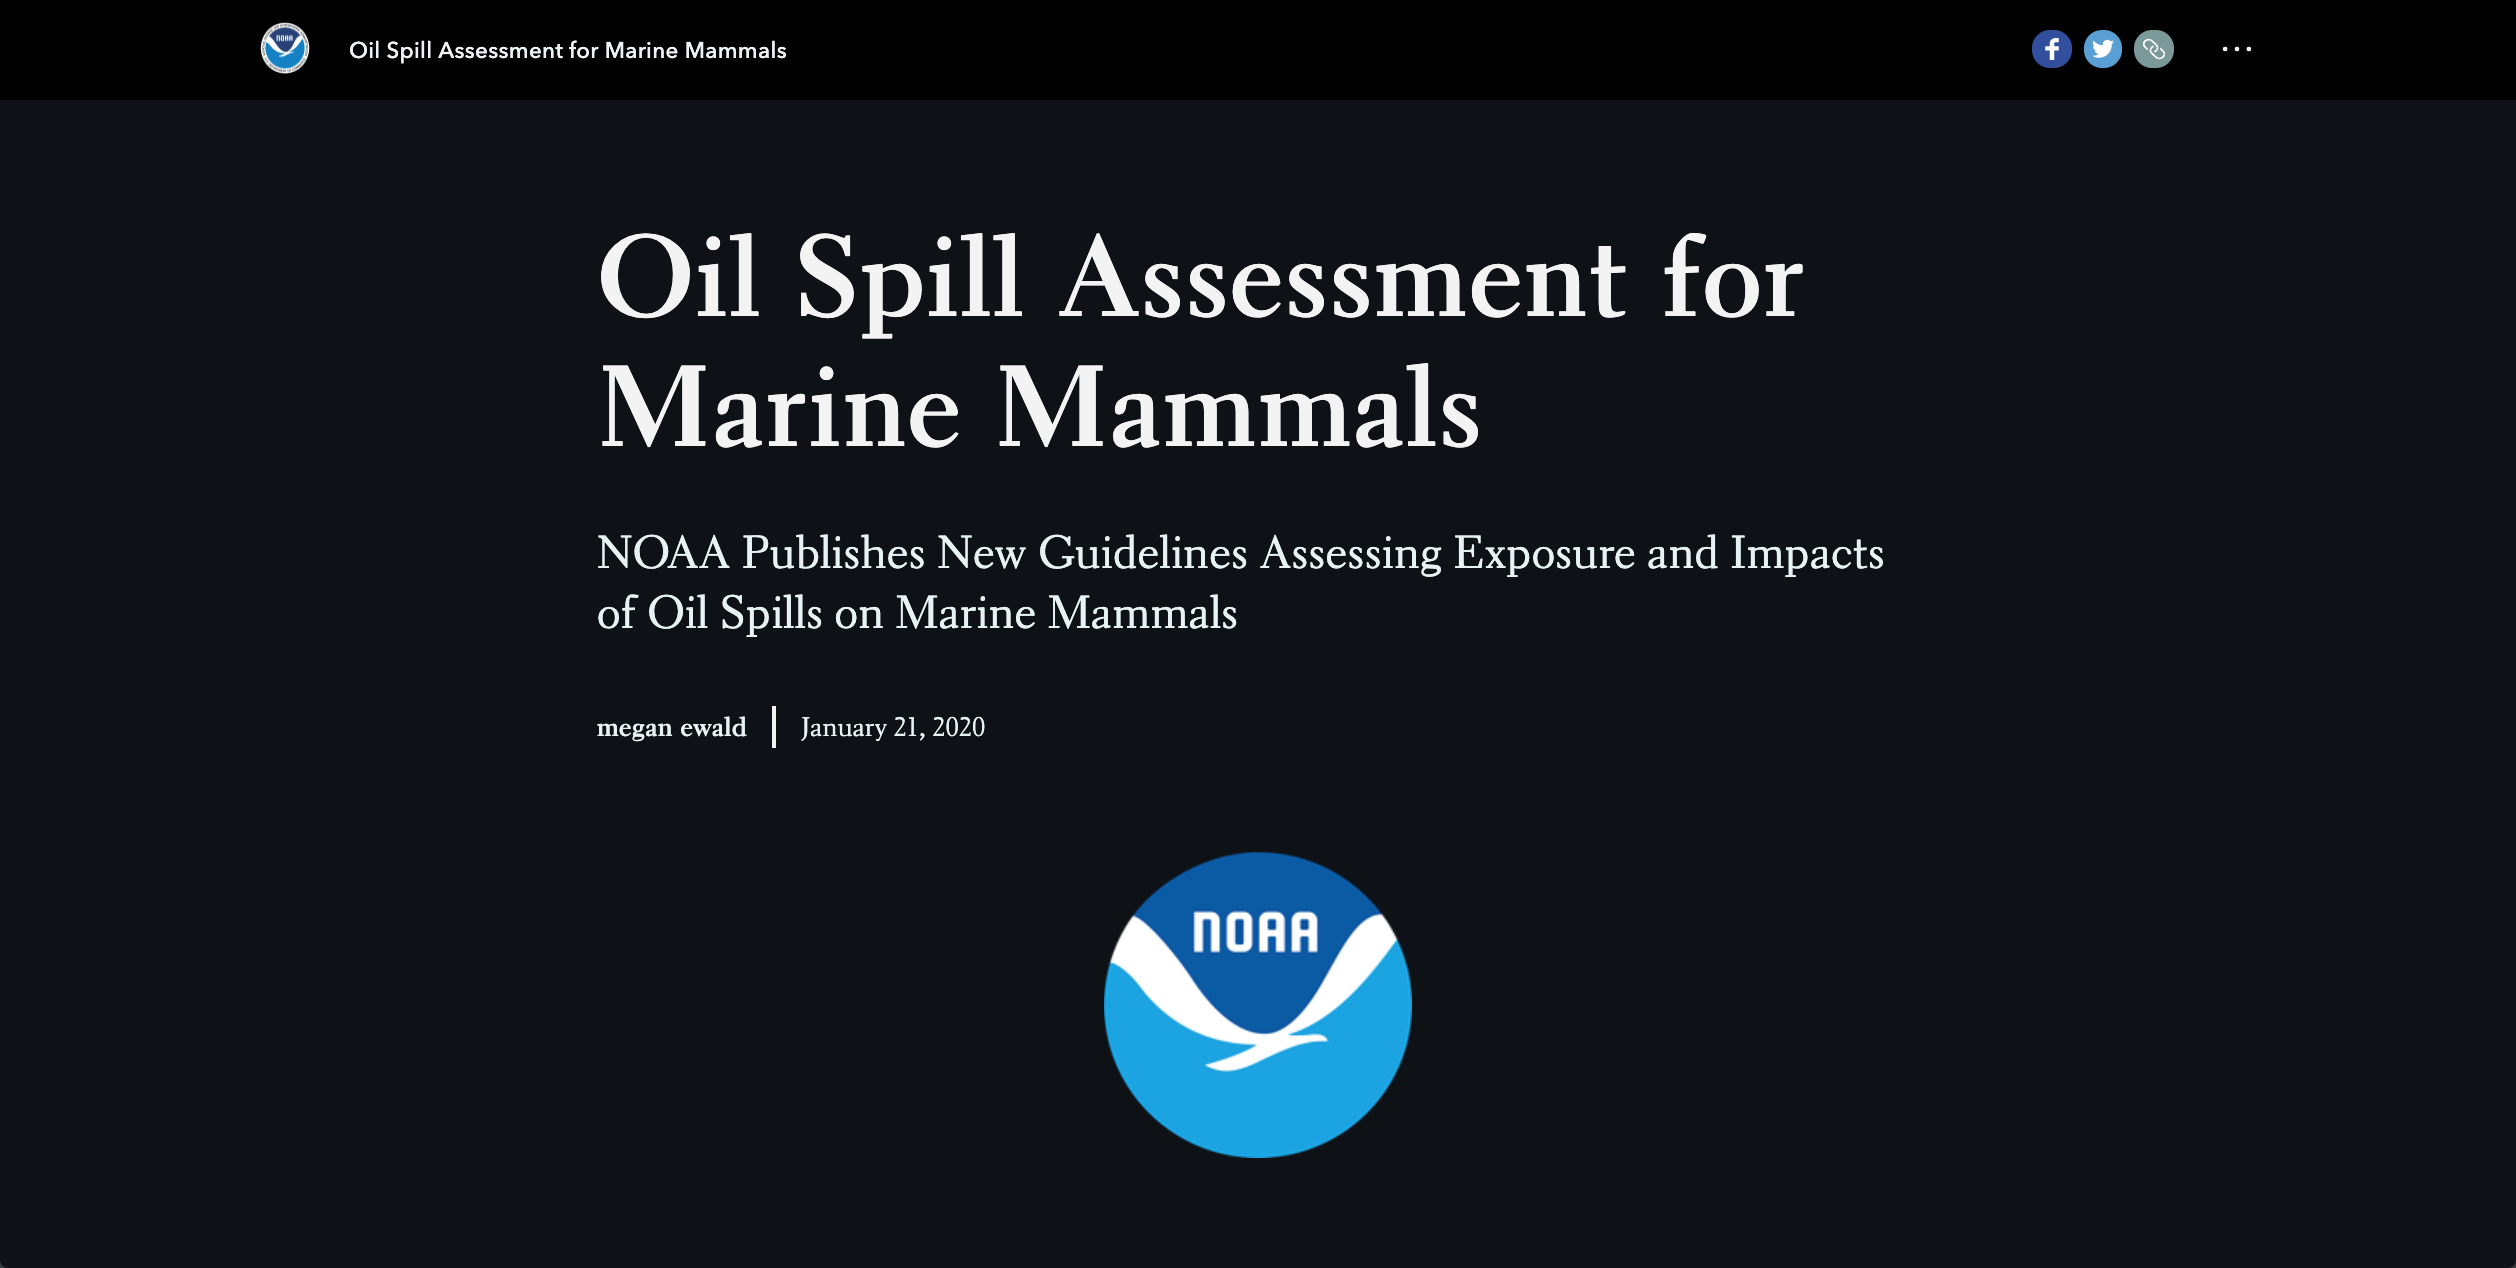 NOAA
Oil Spill Assessment for Marine Mammals
Oil Spill Assessment for
Marine Mammals
NOAA Publishes New Guidelines Assessing Exposure and Impacts
of Oil Spills on Marine Mammals
megan ewald | January 21, 2020
NOAA